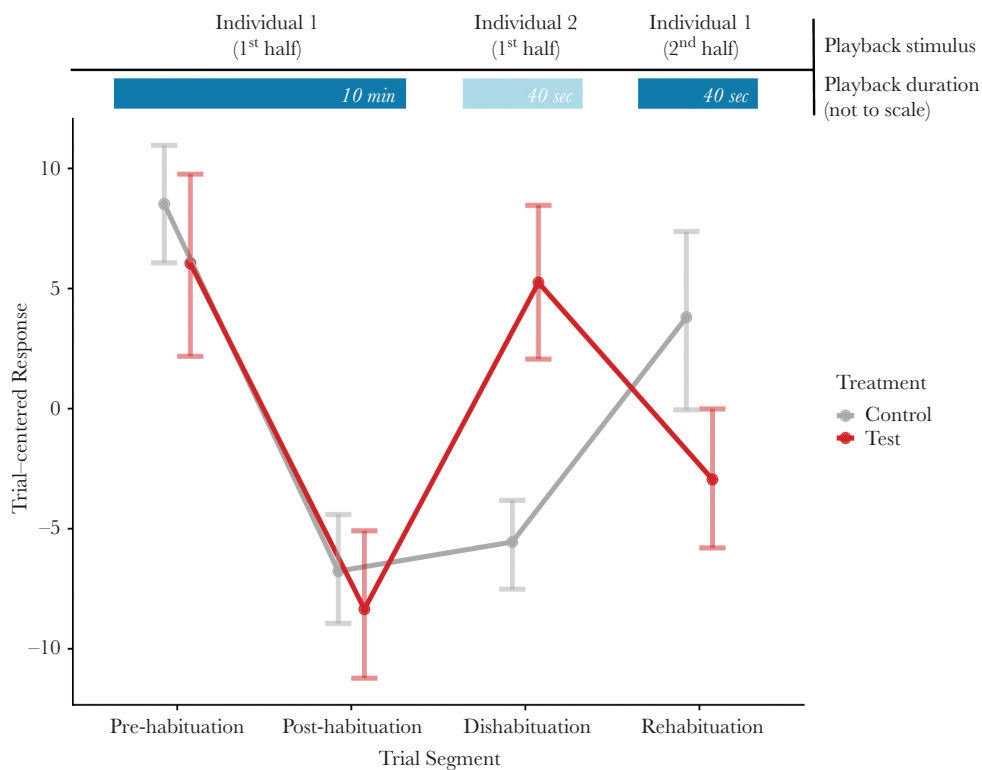 Individual 1
(1st half)
Individual 2
(1st half)
Individual 1
(2nd half)
Playback stimulus
10 min
40 sec
40 sec
Playback duration
(not to scale)
Trial–centered Response
10
5
0
−5
−10
Treatment
Control
Test
Pre-habituation
Post-habituation
Dishabituation
Rehabituation
Trial Segment